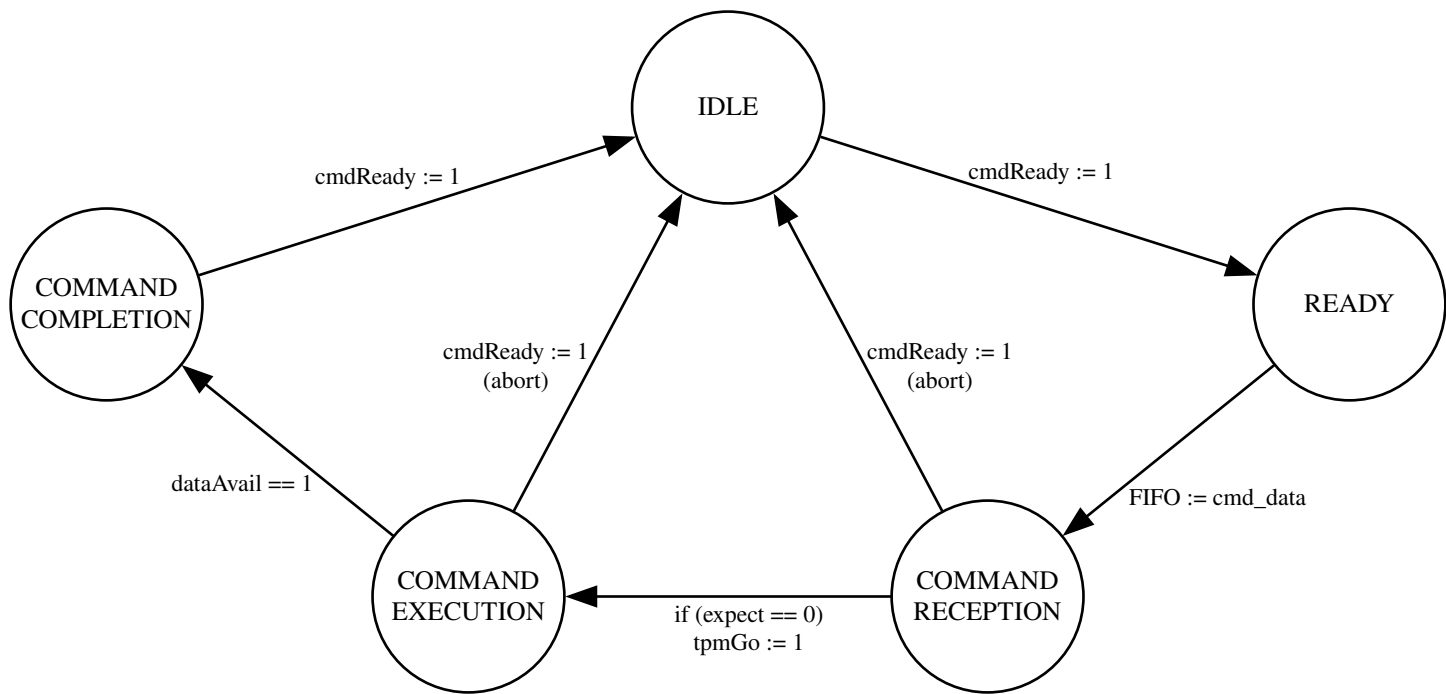 IDLE
cmdReady := 1
cmdReady := 1
COMMAND
COMPLETION
READY
cmdReady := 1
(abort)
cmdReady := 1
(abort)
dataAvail == 1
FIFO := cmd_data
COMMAND
EXECUTION
COMMAND
RECEPTION
if (expect == 0)
tpmGo := 1